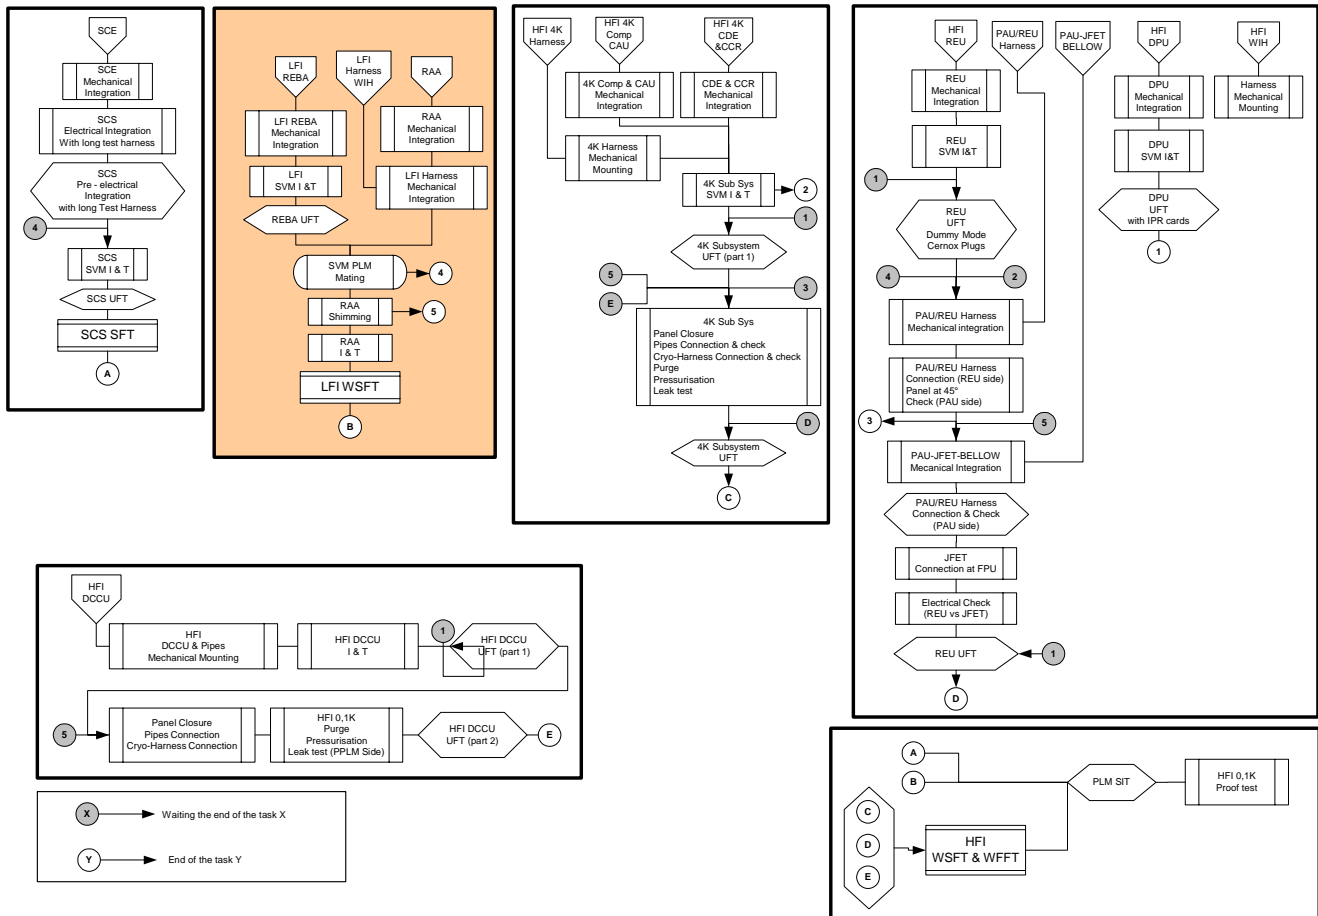 SCE
SCE
Mechanical
Integration
SCS
Electrical Integration
With long test harness
SCS
Pre - electrical
Integration
with long Test Harness
4
SCS
SVM I & T
SCS UFT
SCS SFT
A
LFI
REBA
LFI
Harness
WIH
RAA
LFI REBA
Mechanical
Integration
RAA
Mechanical
Integration
LFI
SVM I & T
LFI Harness
Mechanical
Integration
REBA UFT
SVM PLM
Mating
4
RAA
Shimming
5
RAA
I & T
LFI WSFT
B
HFI 4K
Harness
HFI 4K
Comp
CAU
HFI 4K
CDE
&CCR
4K Comp & CAU
Mechanical
Integration
CDE & CCR
Mechanical
Integration
4K Harness
Mechanical
Mounting
4K Sub Sys
SVM I & T
2
1
4K Subsystem
UFT (part 1)
5
3
E
4K Sub Sys
Panel Closure
Pipes Connection & check
Cryo-Harness Connection & check
Purge
Pressurisation
Leak test
D
4K Subsystem
UFT
C
HFI
REU
PAU/REU
Harness
PAU-JFET
BELLOW
HFI
DPU
HFI
WIH
REU
Mechanical
Integration
DPU
Mechanical
Integration
Harness
Mechanical
Mounting
REU
SVM I&T
DPU
SVM I&T
1
REU
UFT
Dummy Mode
Cernox Plugs
DPU
UFT
with IPR cards
1
4
2
PAU/REU Harness
Mechanical integration
PAU/REU Harness
Connection (REU side)
Panel at 45°
Check (PAU side)
3
5
PAU-JFET-BELLOW
Mecanical Integration
PAU/REU Harness
Connection & Check
(PAU side)
JFET
Connection at FPU
Electrical Check
(REU vs JFET)
REU UFT
1
D
HFI
DCCU
HFI
DCCU & Pipes
Mechanical Mounting
HFI DCCU
I & T
1
HFI DCCU
UFT (part 1)
5
Panel Closure
Pipes Connection
Cryo-Harness Connection
HFI 0,1K
Purge
Pressurisation
Leak test (PPLM Side)
HFI DCCU
UFT (part 2)
E
X
Waiting the end of the task X
Y
End of the task Y
A
B
PLM SIT
HFI 0,1K
Proof test
C
D
E
HFI
WSFT & WFFT